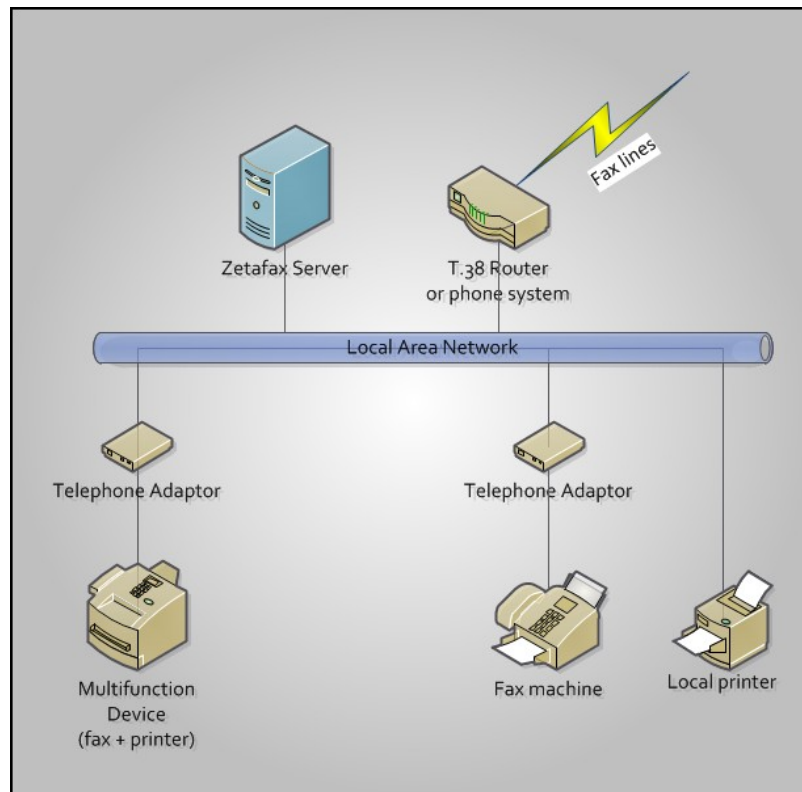 Fax lines
Zetafax Server
T.38 Router
or phone system
Local Area Network
Telephone Adaptor
Telephone Adaptor
Multifunction
Device
(fax + printer)
Fax machine
Local printer